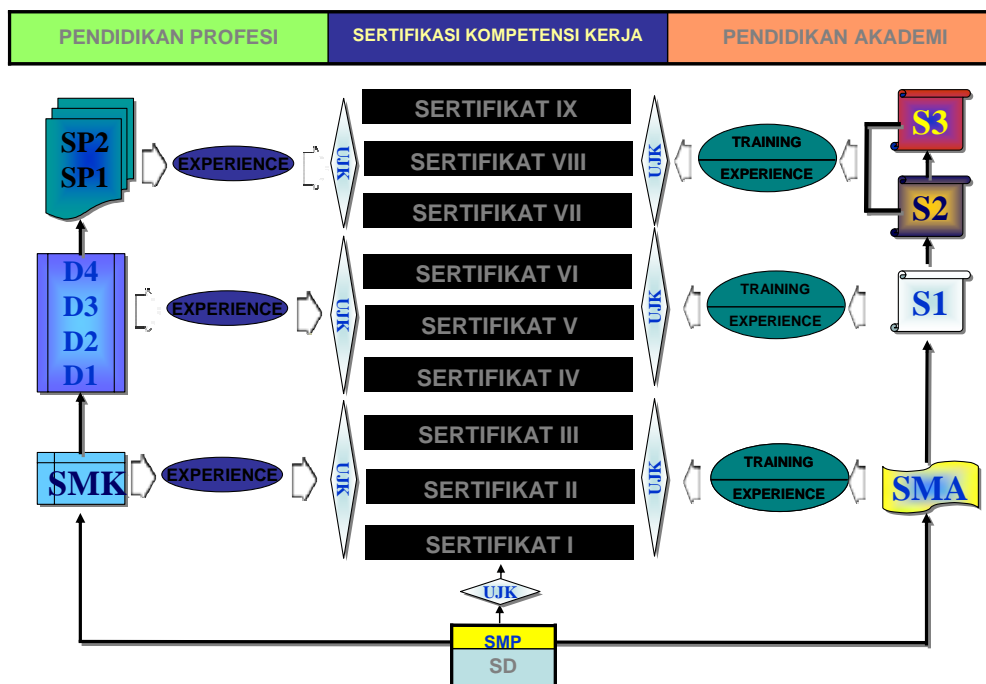 PENDIDIKAN PROFESI
SERTIFIKASI KOMPETENSI KERJA
PENDIDIKAN AKADEMI
SP2
SP1
EXPERIENCE
UJK
SERTIFIKAT IX
SERTIFIKAT VIII
SERTIFIKAT VII
UJK
TRAINING
EXPERIENCE
S3
S2
D4
D3
D2
D1
EXPERIENCE
UJK
SERTIFIKAT VI
SERTIFIKAT V
SERTIFIKAT IV
UJK
TRAINING
EXPERIENCE
S1
SMK
EXPERIENCE
UJK
SERTIFIKAT III
SERTIFIKAT II
SERTIFIKAT I
UJK
TRAINING
EXPERIENCE
SMA
UJK
SMP
SD